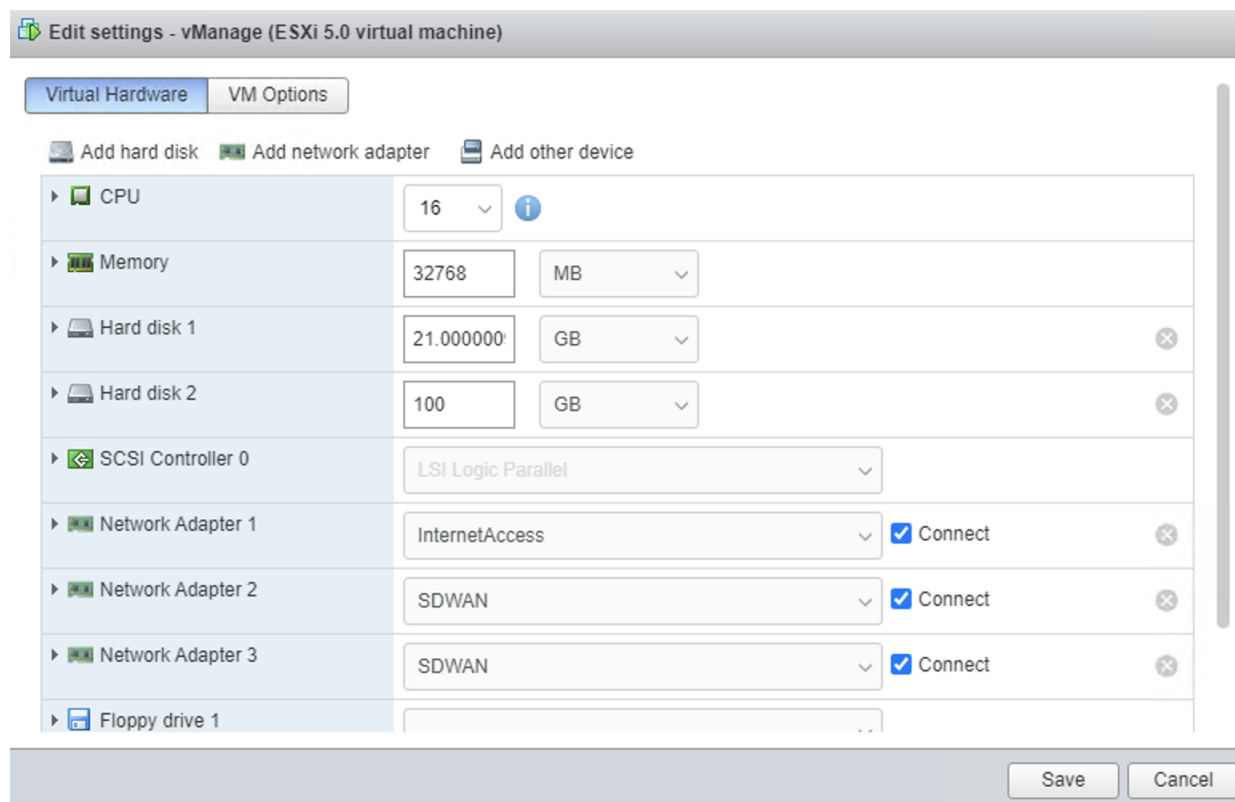 Edit settings - vManage (ESXi 5.0 virtual machine)
Virtual Hardware VM Options
Add hard disk Add network adapter Add other device
CPU 16
Memory 32768 MB
Hard disk 1 21.000000 GB
Hard disk 2 100 GB
SCSI Controller 0 LSI Logic Parallel
Network Adapter 1 InternetAccess Connect
Network Adapter 2 SDWAN Connect
Network Adapter 3 SDWAN Connect
Floppy drive 1
Save Cancel